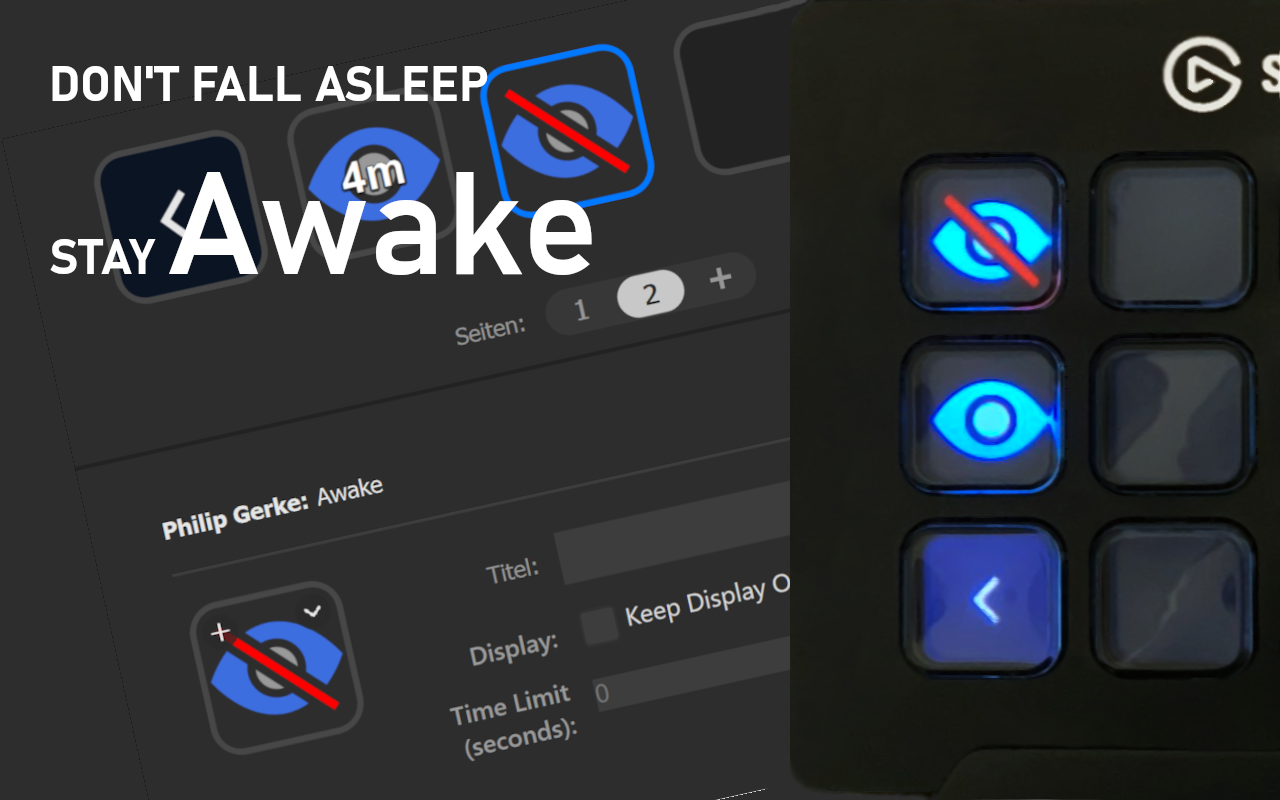 DON'T FALL ASLEEP
4m
STAY Awake
Seiten: 1 2 +
Philip Gerke: Awake
Titel:
Display: Keep Display
Time Limit
(seconds): 0